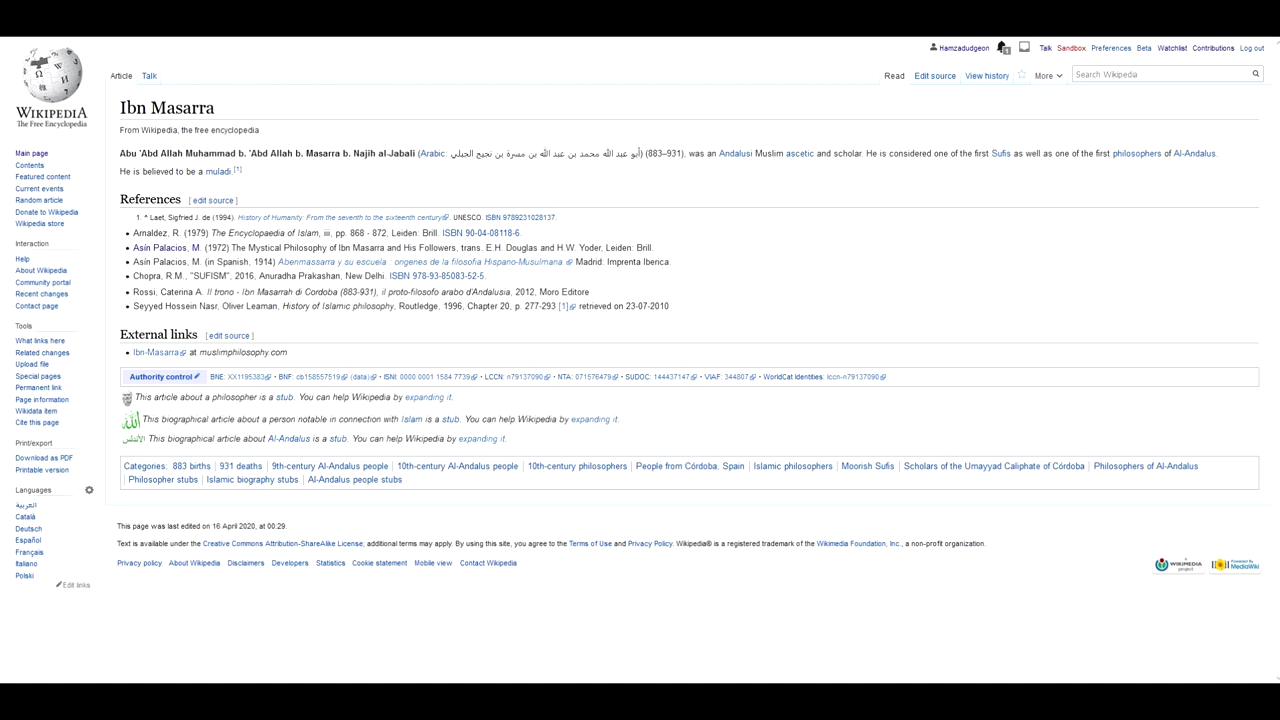 Hamzadudgeon 1 Talk Sandbox Preferences Beta Watchlist Contributions Log out
Article Talk Read Edit source View history More Search Wikipedia
WIKIPEDIA
The Free Encyclopedia
Ibn Masarra
From Wikipedia, the free encyclopedia
Abu 'Abd Allah Muhammad b. 'Abd Allah b. Masarra b. Najih al-Jabali (Arabic: أبو عبد الله محمد بن عبد الله بن مسرة بن نجيح الجبلي) (883–931), was an Andalusi Muslim ascetic and scholar. He is considered one of the first Sufis as well as one of the first philosophers of Al-Andalus.
He is believed to be a muladi.[1]
References [ edit source ]
1. ^ Laet, Sigfried J. de (1994). History of Humanity: From the seventh to the sixteenth century. UNESCO. ISBN 9789231028137.
• Arnaldez, R. (1979) The Encyclopaedia of Islam, iii, pp. 868 - 872, Leiden: Brill. ISBN 90-04-08118-6.
• Asín Palacios, M. (1972) The Mystical Philosophy of Ibn Masarra and His Followers, trans. E.H. Douglas and H.W. Yoder, Leiden: Brill.
• Asín Palacios, M. (in Spanish, 1914) Abenmassarra y su escuela : origenes de la filosofia Hispano-Musulmana Madrid: Imprenta Iberica.
• Chopra, R.M., "SUFISM", 2016, Anuradha Prakashan, New Delhi. ISBN 978-93-85083-52-5.
• Rossi, Caterina A. Il trono - Ibn Masarrah di Cordoba (883-931), il proto-filosofo arabo d'Andalusia, 2012, Moro Editore
• Seyyed Hossein Nasr, Oliver Leaman, History of Islamic philosophy, Routledge, 1996, Chapter 20, p. 277-293 [1] retrieved on 23-07-2010
External links [ edit source ]
• Ibn-Masarra at muslimphilosophy.com
Authority control BNE: XX1195383 • BNF: cb158557519 (data) • ISNI: 0000 0001 1584 7739 • LCCN: n79137090 • NTA: 071576479 • SUDOC: 144437147 • VIAF: 344807 • WorldCat Identities: lccn-n79137090
This article about a philosopher is a stub. You can help Wikipedia by expanding it.
الله This biographical article about a person notable in connection with Islam is a stub. You can help Wikipedia by expanding it.
الأندلس This biographical article about Al-Andalus is a stub. You can help Wikipedia by expanding it.
Categories: 883 births | 931 deaths | 9th-century Al-Andalus people | 10th-century Al-Andalus people | 10th-century philosophers | People from Córdoba, Spain | Islamic philosophers | Moorish Sufis | Scholars of the Umayyad Caliphate of Córdoba | Philosophers of Al-Andalus
| Philosopher stubs | Islamic biography stubs | Al-Andalus people stubs
This page was last edited on 16 April 2020, at 00:29.
Text is available under the Creative Commons Attribution-ShareAlike License; additional terms may apply. By using this site, you agree to the Terms of Use and Privacy Policy. Wikipedia® is a registered trademark of the Wikimedia Foundation, Inc., a non-profit organization.
Privacy policy About Wikipedia Disclaimers Developers Statistics Cookie statement Mobile view Contact Wikipedia
A WIKIMEDIA project
Powered By MediaWiki
Main page
Contents
Featured content
Current events
Random article
Donate to Wikipedia
Wikipedia store
Interaction
Help
About Wikipedia
Community portal
Recent changes
Contact page
Tools
What links here
Related changes
Upload file
Special pages
Permanent link
Page information
Wikidata item
Cite this page
Print/export
Download as PDF
Printable version
Languages
العربية
Català
Deutsch
Español
Français
Italiano
Polski
Edit links